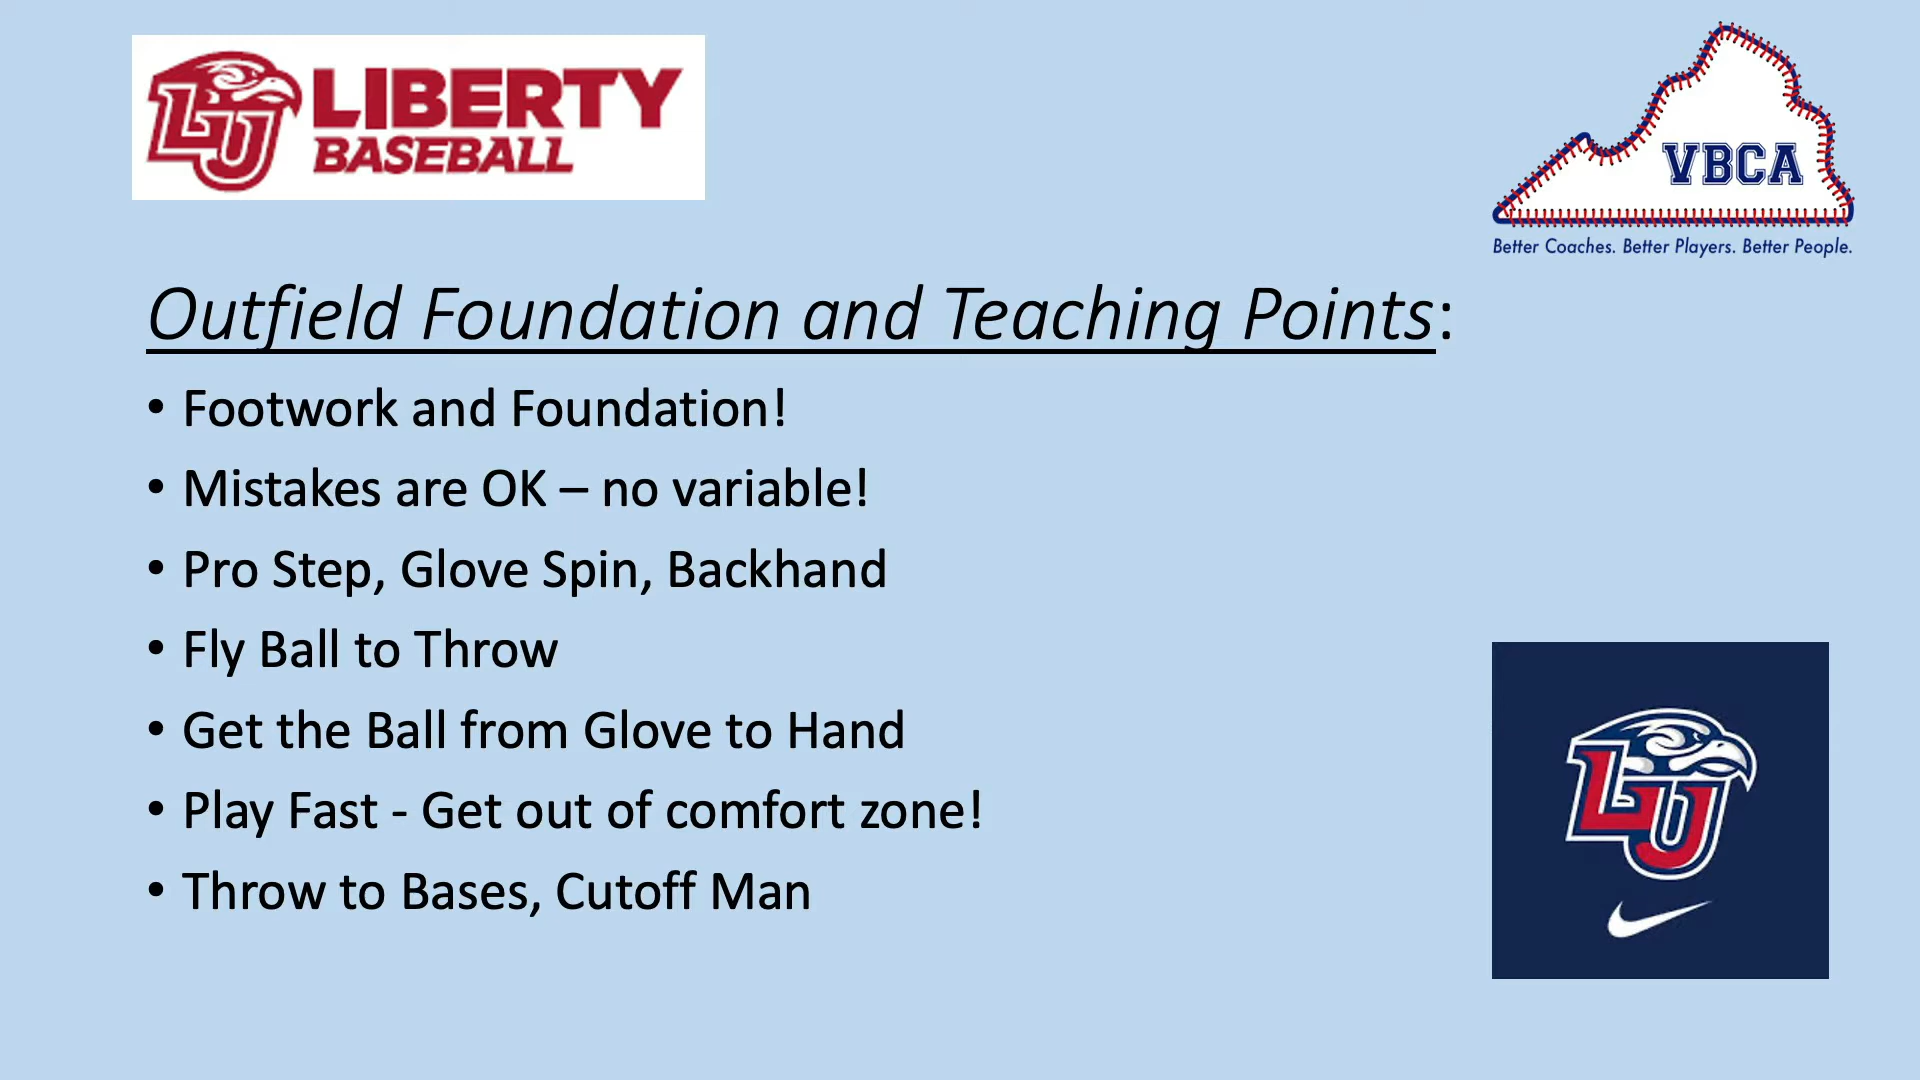 LU LIBERTY
BASEBALL
VBCA
Better Coaches. Better Players. Better People.
Outfield Foundation and Teaching Points:
• Footwork and Foundation!
• Mistakes are OK – no variable!
• Pro Step, Glove Spin, Backhand
• Fly Ball to Throw
• Get the Ball from Glove to Hand
• Play Fast - Get out of comfort zone!
• Throw to Bases, Cutoff Man
LU